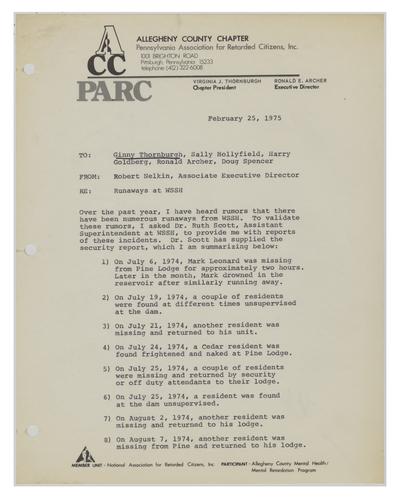 ACC
PARC
ALLEGHENY COUNTY CHAPTER
Pennsylvania Association for Retarded Citizens, Inc.
1001 BRIGHTON ROAD
Pittsburgh, Pennsylvania 15233
telephone (412) 322-6008
VIRGINIA J. THORNBURGH
Chapter President
RONALD E. ARCHER
Executive Director
February 25, 1975
TO: Ginny Thornburgh, Sally Hollyfield, Harry
Goldberg, Ronald Archer, Doug Spencer
FROM: Robert Nelkin, Associate Executive Director
RE: Runaways at WSSH
Over the past year, I have heard rumors that there
have been numerous runaways from WSSH. To validate
these rumors, I asked Dr. Ruth Scott, Assistant
Superintendent at WSSH, to provide me with reports
of these incidents. Dr. Scott has supplied the
security report, which I am summarizing below:
1) On July 6, 1974, Mark Leonard was missing
from Pine Lodge for approximately two hours.
Later in the month, Mark drowned in the
reservoir after similarly running away.
2) On July 19, 1974, a couple of residents
were found at different times unsupervised
at the dam.
3) On July 21, 1974, another resident was
missing and returned to his unit.
4) On July 24, 1974, a Cedar resident was
found frightened and naked at Pine Lodge.
5) On July 25, 1974, a couple of residents
were missing and returned by security
or off duty attendants to their lodge.
6) On July 25, 1974, a resident was found
at the dam unsupervised.
7) On August 2, 1974, another resident was
missing and returned to his lodge.
8) On August 7, 1974, another resident was
missing from Pine and returned to his lodge.
MEMBER UNIT - National Association for Retarded Citizens, Inc. PARTICIPANT - Allegheny County Mental Health/
Mental Retardation Program